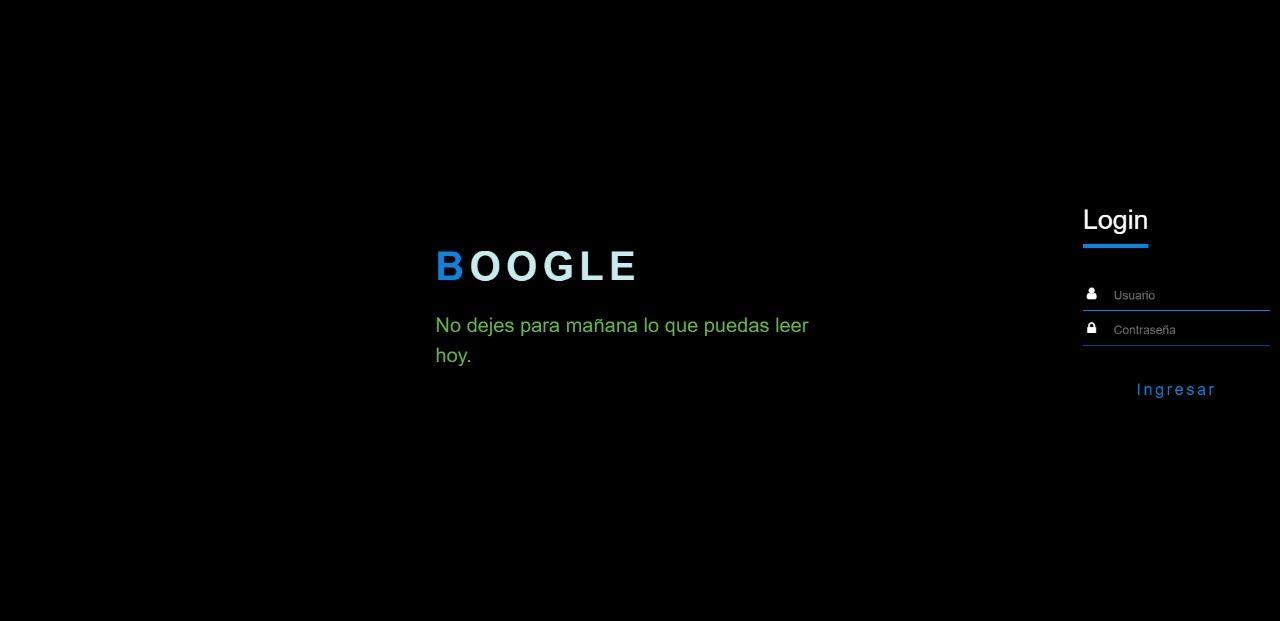 BOOGLE
No dejes para mañana lo que puedas leer
hoy.
Login
Usuario
Contraseña
Ingresar